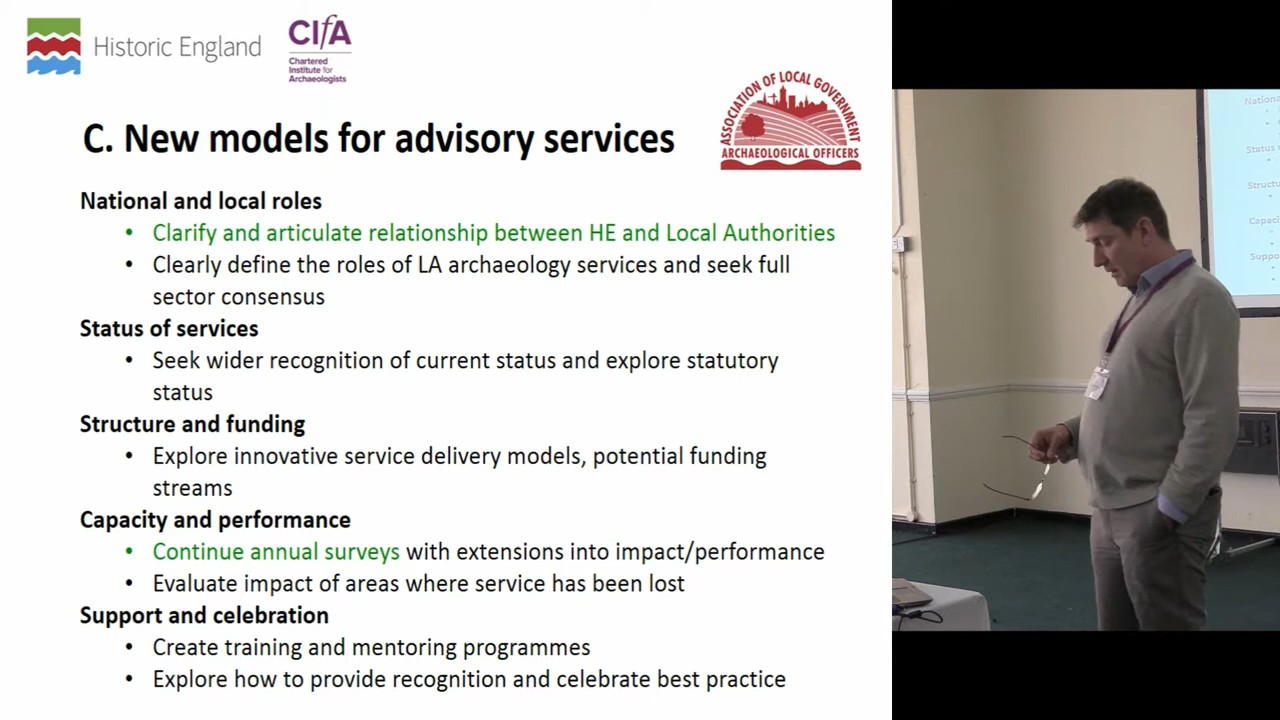 Historic England
CIfA
Chartered
Institute for
Archaeologists
ASSOCIATION OF LOCAL GOVERNMENT
ARCHAEOLOGICAL OFFICERS
C. New models for advisory services
National and local roles
• Clarify and articulate relationship between HE and Local Authorities
• Clearly define the roles of LA archaeology services and seek full
sector consensus
Status of services
• Seek wider recognition of current status and explore statutory
status
Structure and funding
• Explore innovative service delivery models, potential funding
streams
Capacity and performance
• Continue annual surveys with extensions into impact/performance
• Evaluate impact of areas where service has been lost
Support and celebration
• Create training and mentoring programmes
• Explore how to provide recognition and celebrate best practice
Nationa
Status
Structu
Capaci
Suppo